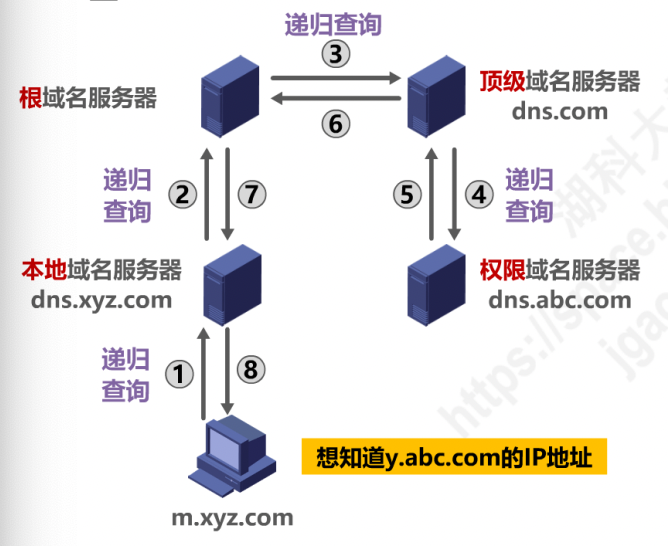 递归查询
③
根域名服务器
顶级域名服务器
dns.com
⑥
递归
查询
②
⑦
⑤
④
递归
查询
本地域名服务器
dns.xyz.com
权限域名服务器
dns.abc.com
递归
查询
①
⑧
想知道y.abc.com的IP地址
m.xyz.com
湖科大
https://space.b
jgao